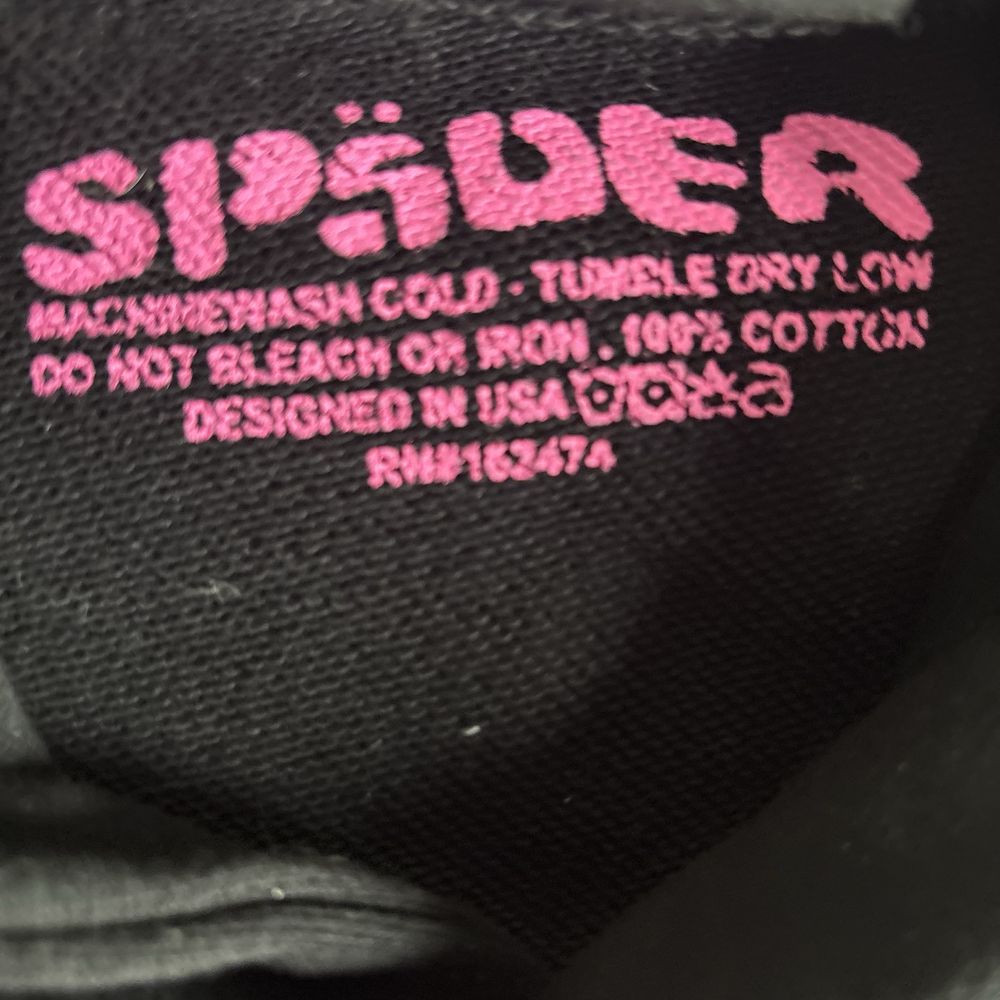 SP5DER
MACHINEWASH COLD - TUMBLE DRY LOW
DO NOT BLEACH OR IRON . 100% COTTON
DESIGNED IN USA
RN#162474